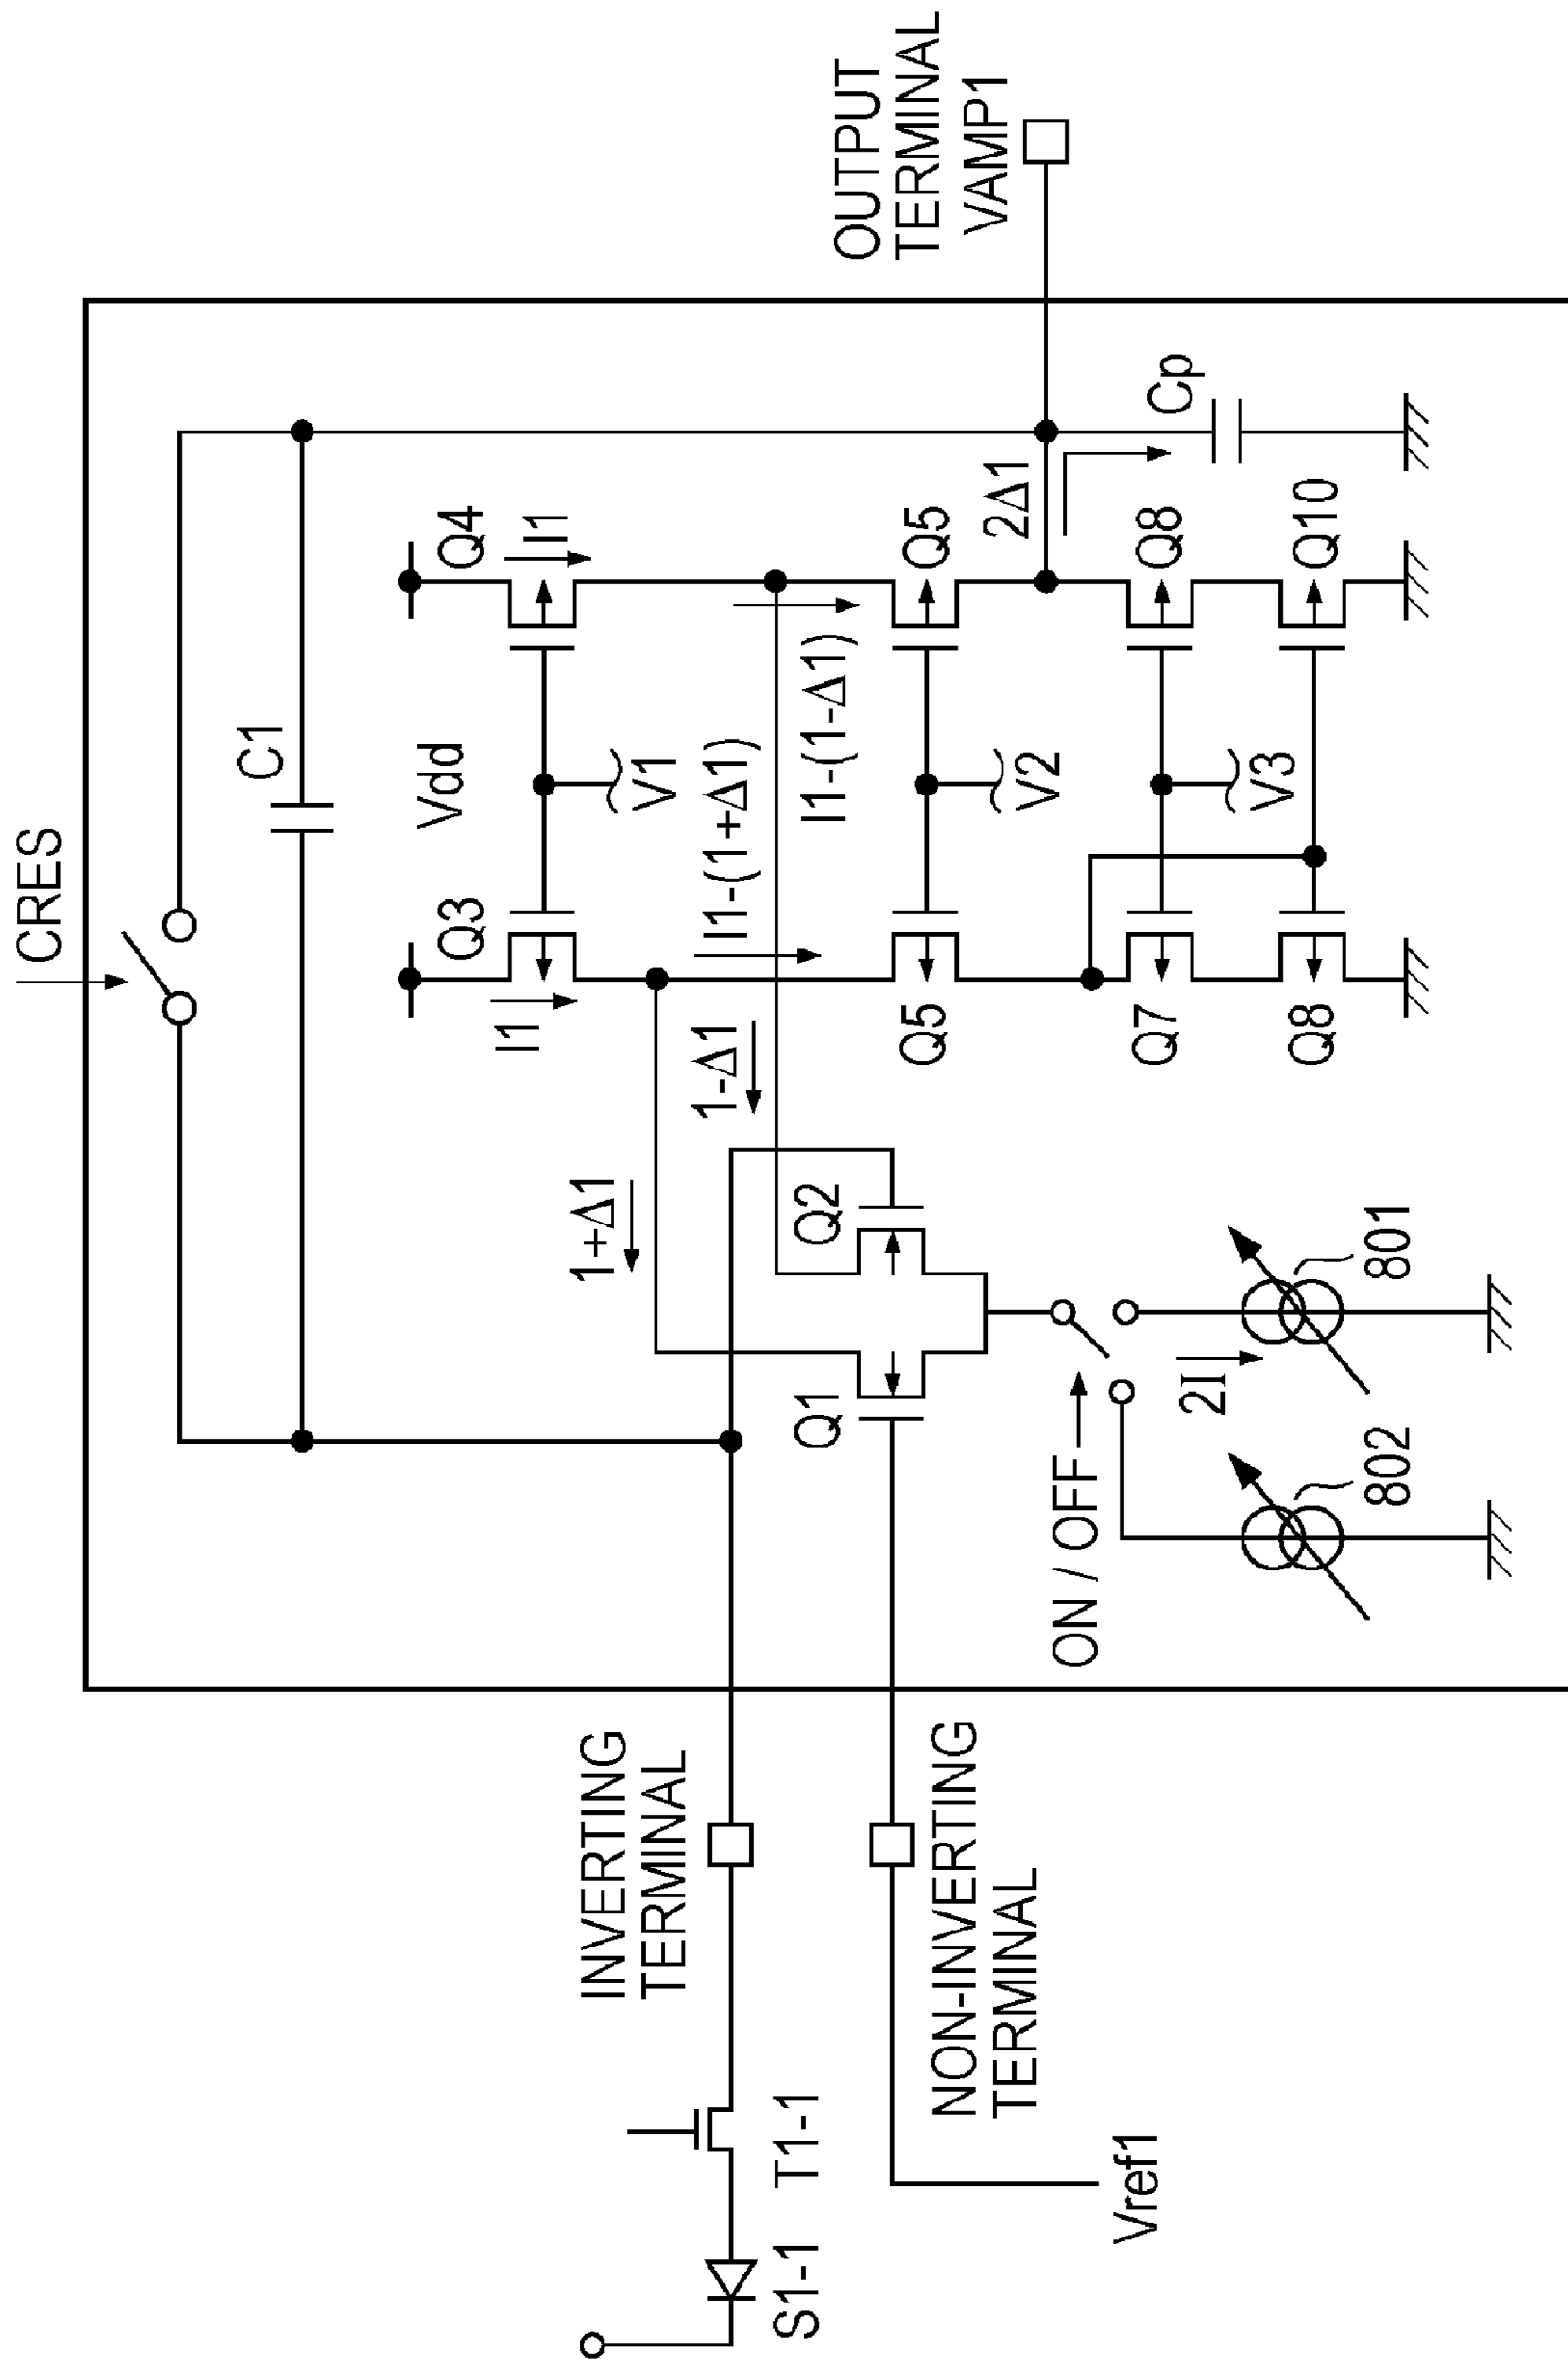 CRES
C1
Vdd
Q3
Q4
I1
I1
V1
1+Δ1
1-Δ1
I1-(1+Δ1)
I1-(1-Δ1)
OUTPUT
TERMINAL
VAMP1
INVERTING
TERMINAL
S1-1
T1-1
Q1
Q2
Q5
Q5
V2
2Δ1
Cp
NON-INVERTING
TERMINAL
Vref1
ON / OFF
Q7
Q8
V3
2I
Q8
Q10
802
801